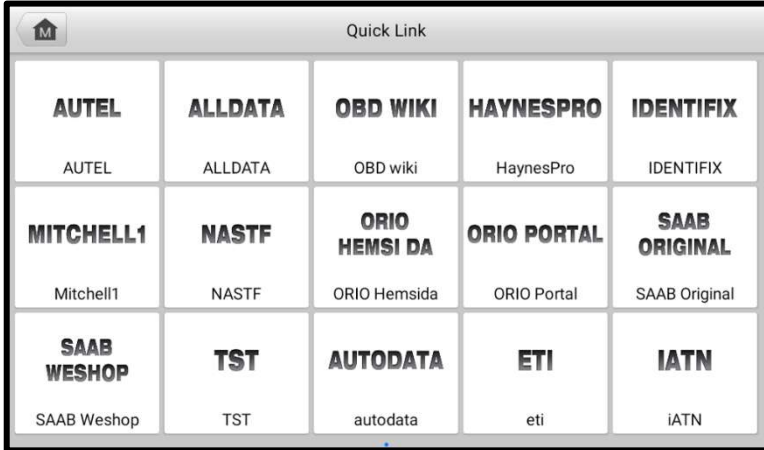 M
Quick Link
AUTEL
AUTEL
ALLDATA
ALLDATA
OBD WIKI
OBD wiki
HAYNESPRO
HaynesPro
IDENTIFIX
IDENTIFIX
MITCHELL1
Mitchell1
NASTF
NASTF
ORIO
HEMSI DA
ORIO Hemsida
ORIO PORTAL
ORIO Portal
SAAB
ORIGINAL
SAAB Original
SAAB
WESHOP
SAAB Weshop
TST
TST
AUTODATA
autodata
ETI
eti
IATN
iATN